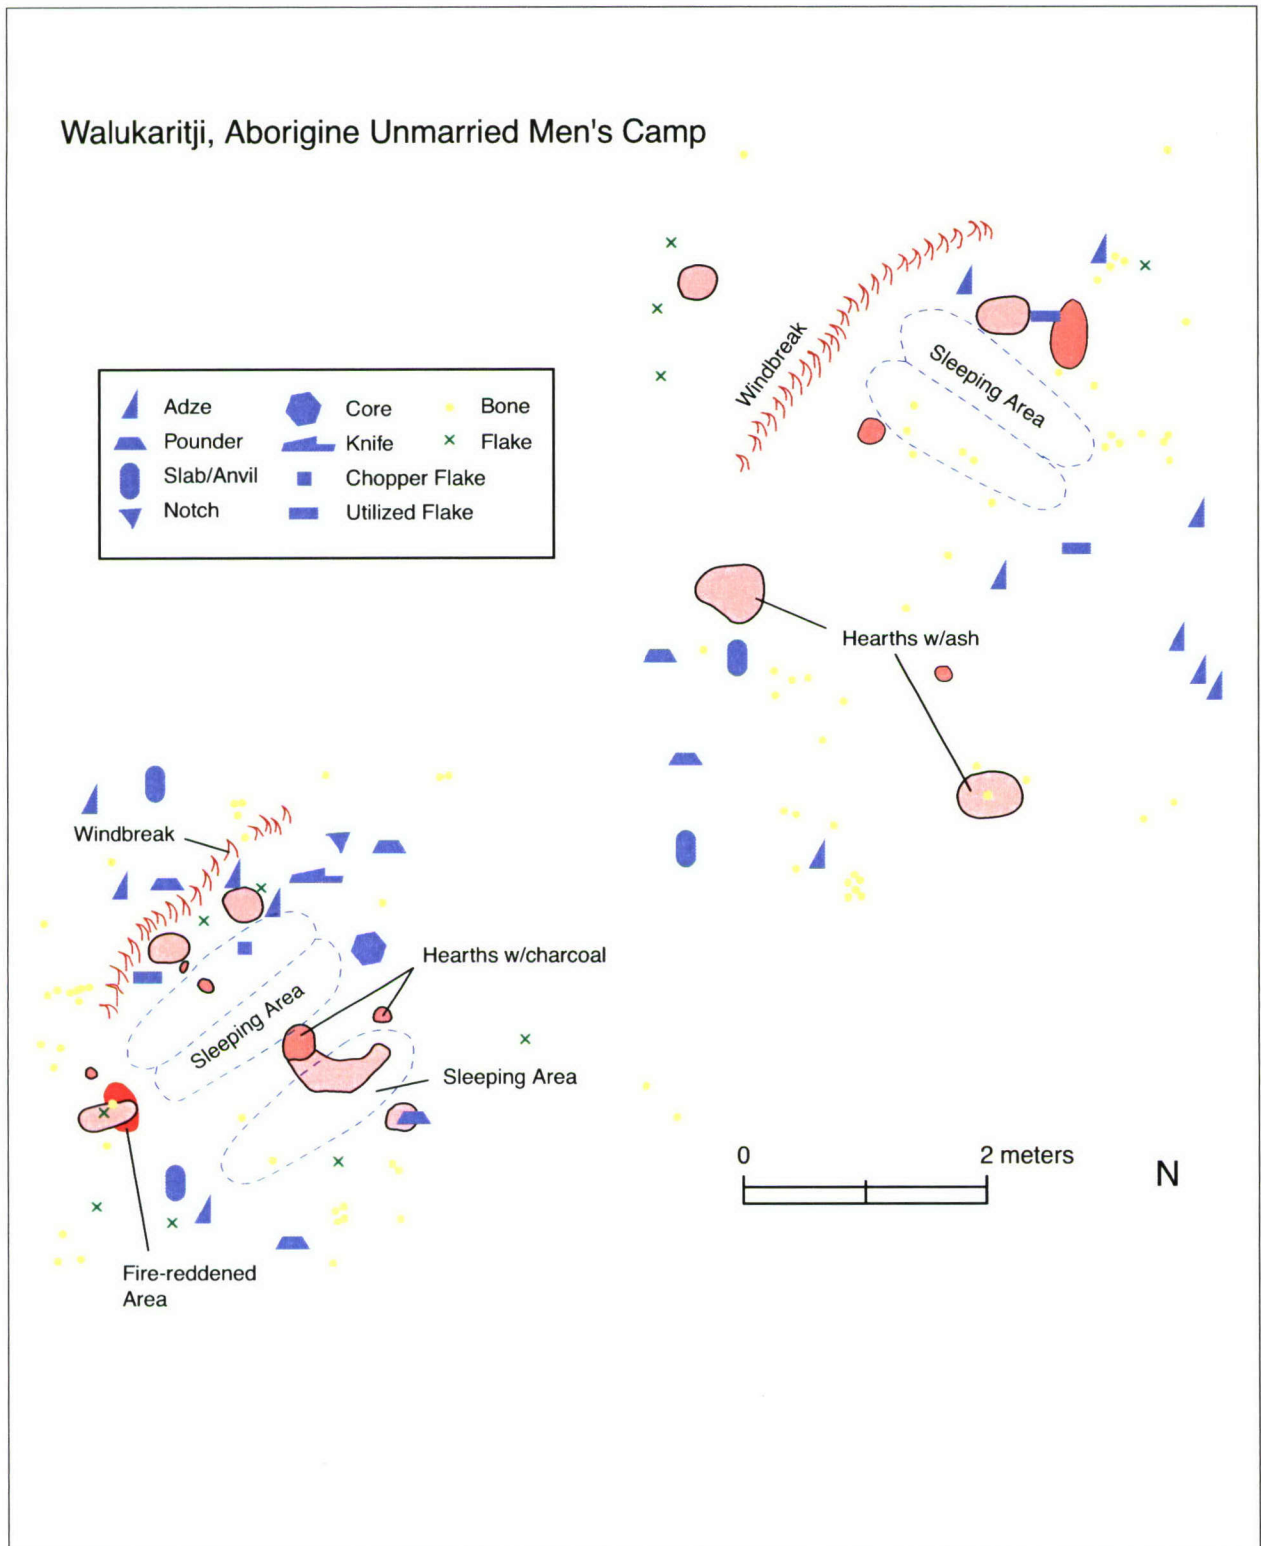 Walukaritji, Aborigine Unmarried Men's Camp
Windbreak
Sleeping Area
Adze
Core
Bone
Pounder
Knife
Flake
Slab/Anvil
Chopper Flake
Notch
Utilized Flake
Hearths w/ash
Windbreak
Hearths w/charcoal
Sleeping Area
Sleeping Area
0 2 meters
N
Fire-reddened
Area